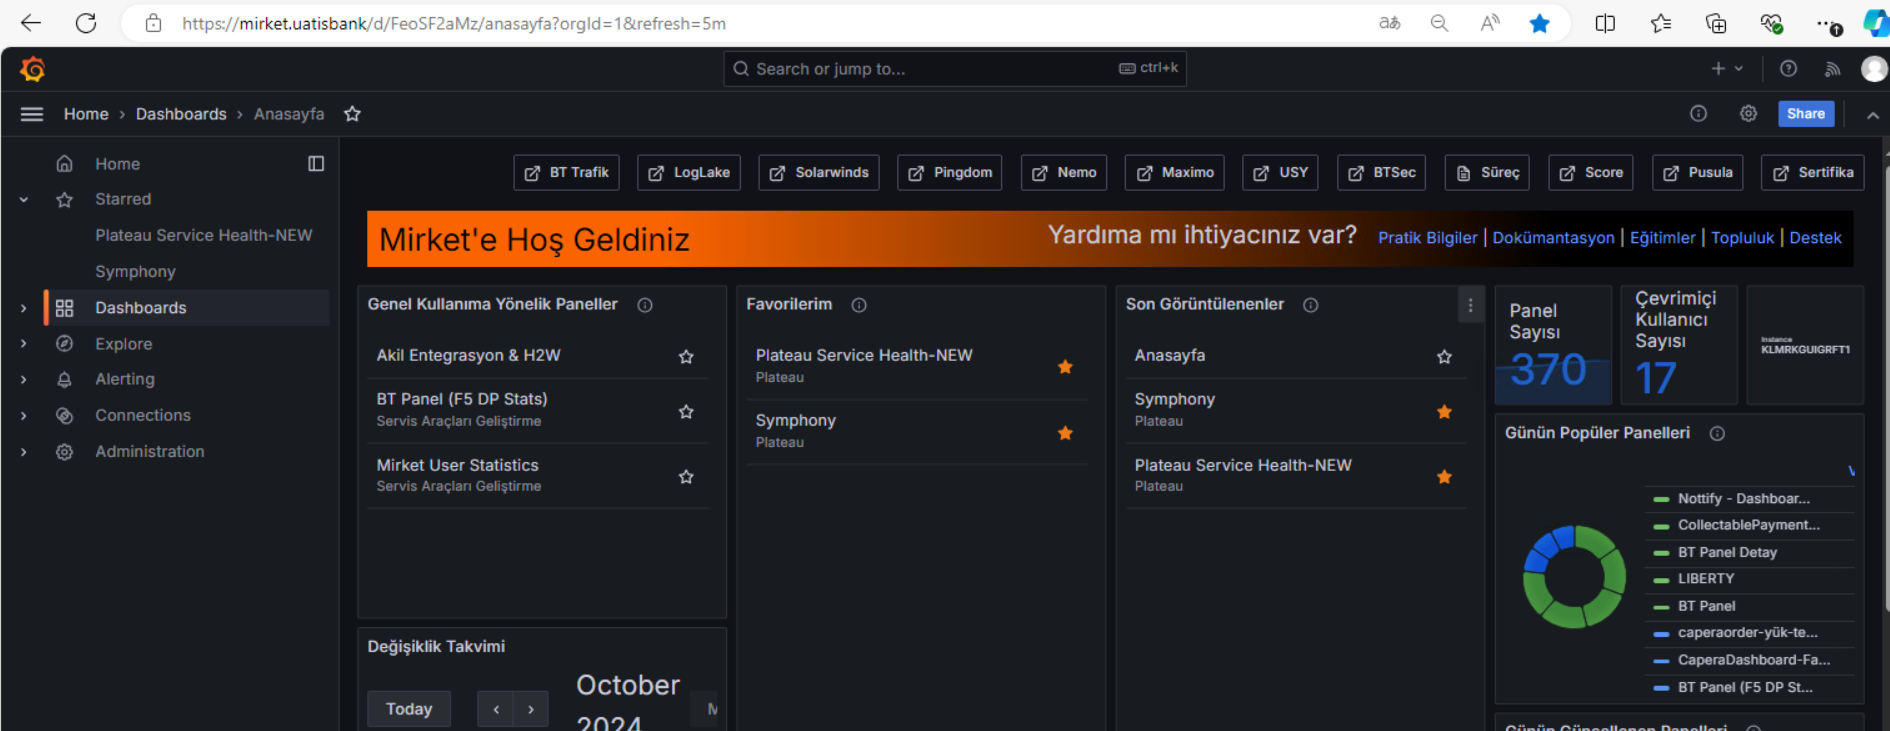 https://mirket.uatisbank/d/FeoSF2aMz/anasayfa?orgId=1&refresh=5m
Search or jump to...
ctrl+k
Home › Dashboards › Anasayfa
Share
Home
Starred
Plateau Service Health-NEW
Symphony
Dashboards
Explore
Alerting
Connections
Administration
BT Trafik
LogLake
Solarwinds
Pingdom
Nemo
Maximo
USY
BTSec
Süreç
Score
Pusula
Sertifika
Mirket'e Hoş Geldiniz
Yardıma mı ihtiyacınız var? Pratik Bilgiler | Dokümantasyon | Eğitimler | Topluluk | Destek
Genel Kullanıma Yönelik Paneller
Akil Entegrasyon & H2W
BT Panel (F5 DP Stats)
Servis Araçları Geliştirme
Mirket User Statistics
Servis Araçları Geliştirme
Değişiklik Takvimi
Today
October
2024
Favorilerim
Plateau Service Health-NEW
Plateau
Symphony
Plateau
Son Görüntülenenler
Anasayfa
Symphony
Plateau
Plateau Service Health-NEW
Plateau
Panel
Sayısı
370
Çevrimiçi
Kullanıcı
Sayısı
17
Instance
KLMRKGUIGRFT1
Günün Popüler Panelleri
Nottify - Dashboar...
CollectablePayment...
BT Panel Detay
LIBERTY
BT Panel
caperaorder-yük-te...
CaperaDashboard-Fa...
BT Panel (F5 DP St...
Günün Güncellenen Panelleri